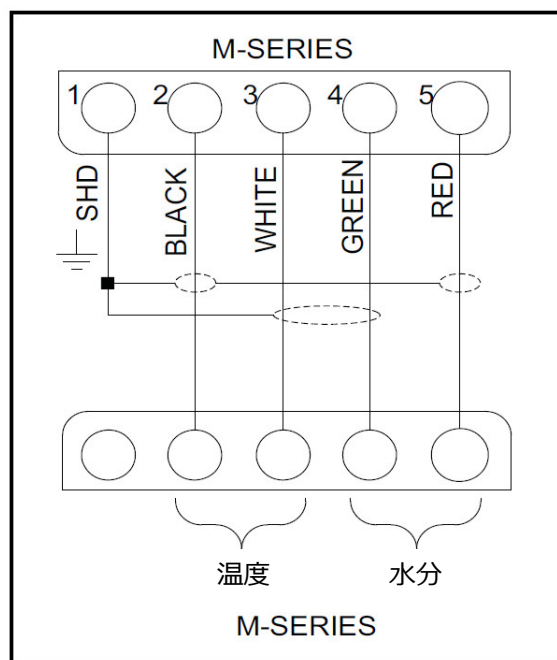 M-SERIES
1 2 3 4 5
SHD BLACK WHITE GREEN RED
温度 水分
M-SERIES